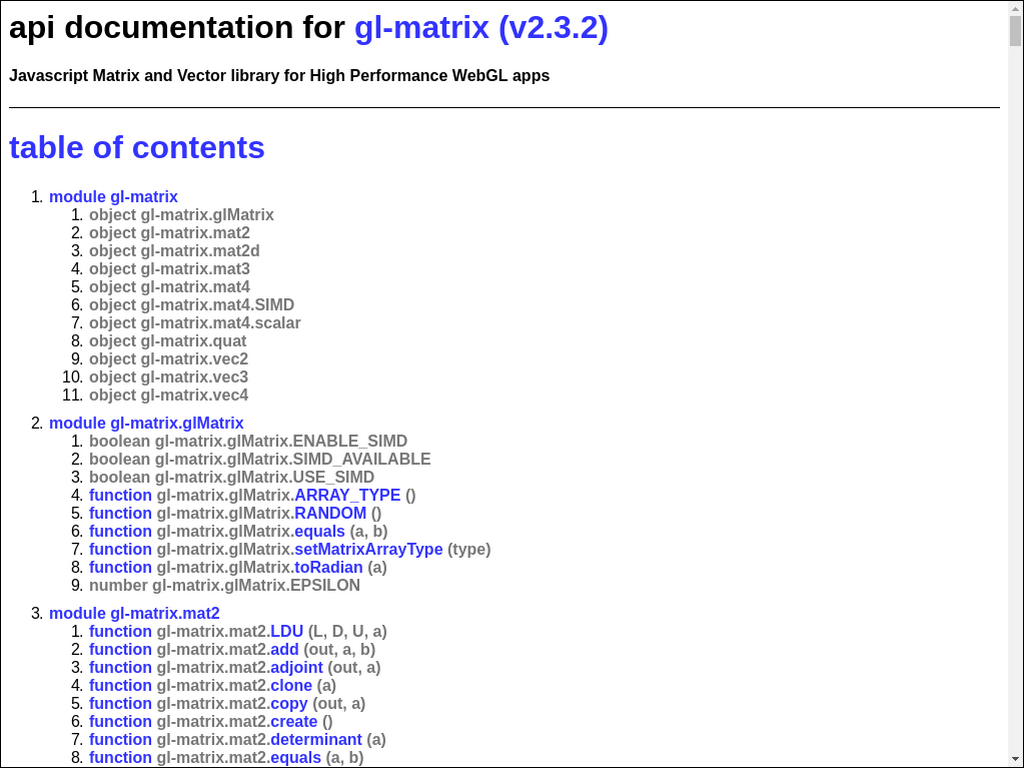 api documentation for gl-matrix (v2.3.2)
Javascript Matrix and Vector library for High Performance WebGL apps
table of contents
1. module gl-matrix
1. object gl-matrix.glMatrix
2. object gl-matrix.mat2
3. object gl-matrix.mat2d
4. object gl-matrix.mat3
5. object gl-matrix.mat4
6. object gl-matrix.mat4.SIMD
7. object gl-matrix.mat4.scalar
8. object gl-matrix.quat
9. object gl-matrix.vec2
10. object gl-matrix.vec3
11. object gl-matrix.vec4
2. module gl-matrix.glMatrix
1. boolean gl-matrix.glMatrix.ENABLE_SIMD
2. boolean gl-matrix.glMatrix.SIMD_AVAILABLE
3. boolean gl-matrix.glMatrix.USE_SIMD
4. function gl-matrix.glMatrix.ARRAY_TYPE ()
5. function gl-matrix.glMatrix.RANDOM ()
6. function gl-matrix.glMatrix.equals (a, b)
7. function gl-matrix.glMatrix.setMatrixArrayType (type)
8. function gl-matrix.glMatrix.toRadian (a)
9. number gl-matrix.glMatrix.EPSILON
3. module gl-matrix.mat2
1. function gl-matrix.mat2.LDU (L, D, U, a)
2. function gl-matrix.mat2.add (out, a, b)
3. function gl-matrix.mat2.adjoint (out, a)
4. function gl-matrix.mat2.clone (a)
5. function gl-matrix.mat2.copy (out, a)
6. function gl-matrix.mat2.create ()
7. function gl-matrix.mat2.determinant (a)
8. function gl-matrix.mat2.equals (a, b)